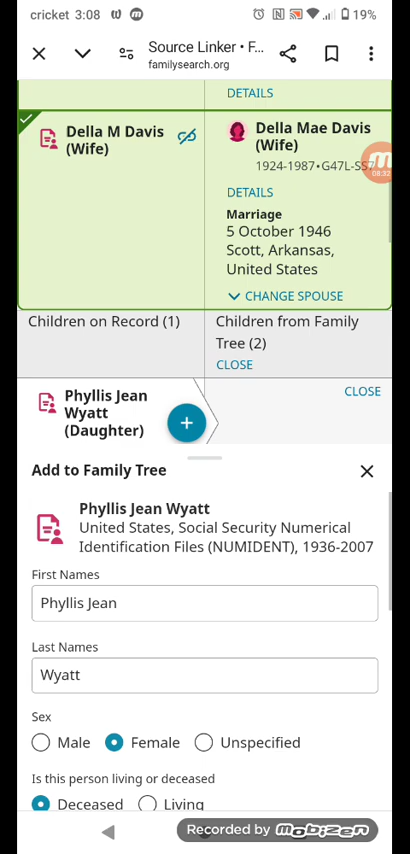 cricket 3:08
19%
Source Linker • F...
familysearch.org
DETAILS
Della M Davis
(Wife)
Della Mae Davis
(Wife)
1924-1987•G47L-SS7
08:32
DETAILS
Marriage
5 October 1946
Scott, Arkansas,
United States
CHANGE SPOUSE
Children on Record (1)
Children from Family
Tree (2)
CLOSE
Phyllis Jean
Wyatt
(Daughter)
CLOSE
Add to Family Tree
Phyllis Jean Wyatt
United States, Social Security Numerical
Identification Files (NUMIDENT), 1936-2007
First Names
Phyllis Jean
Last Names
Wyatt
Sex
Male
Female
Unspecified
Is this person living or deceased
Deceased
Living
Recorded by mobizen